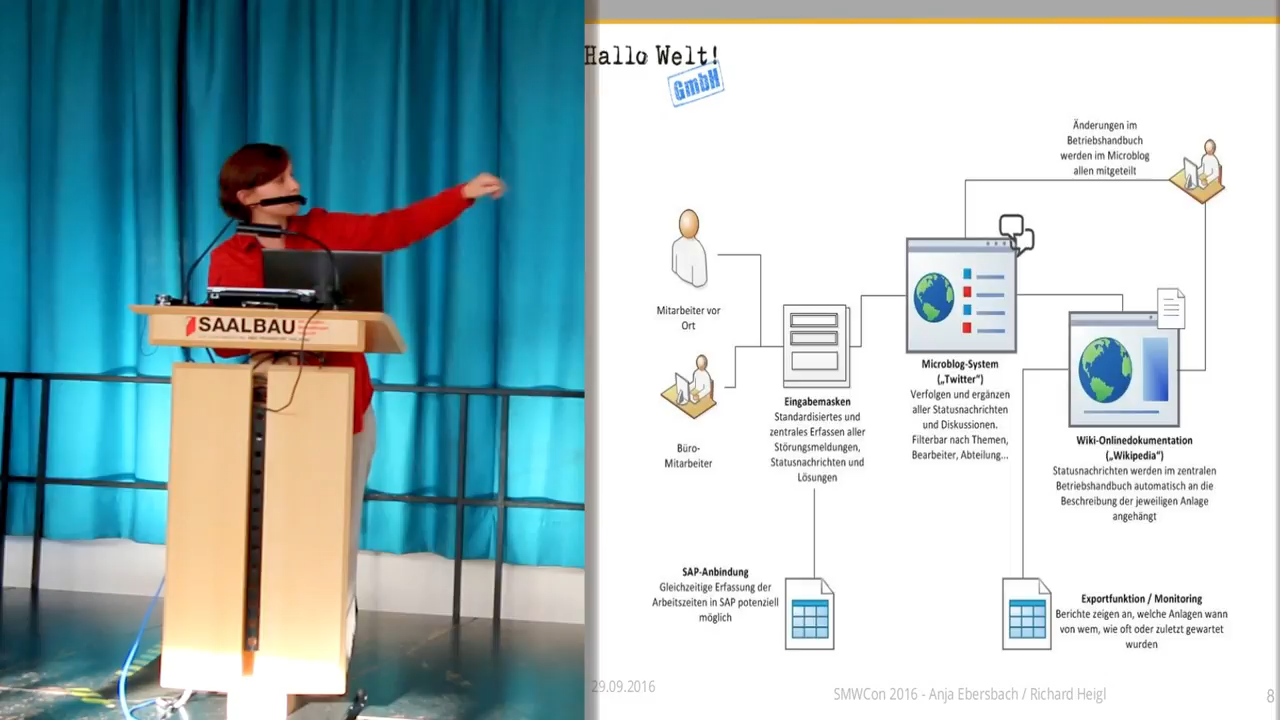 Hallo Welt!
GmbH
SAALBAU
Änderungen im
Betriebshandbuch
werden im Microblog
allen mitgeteilt
Mitarbeiter vor
Ort
Büro-
Mitarbeiter
Eingabemasken
Standardisiertes und
zentrales Erfassen aller
Störungsmeldungen,
Statusnachrichten und
Lösungen
Microblog-System
(„Twitter“)
Verfolgen und ergänzen
aller Statusnachrichten
und Diskussionen.
Filterbar nach Themen,
Bearbeiter, Abteilung...
Wiki-Onlinedokumentation
(„Wikipedia“)
Statusnachrichten werden im zentralen
Betriebshandbuch automatisch an die
Beschreibung der jeweiligen Anlage
angehängt
SAP-Anbindung
Gleichzeitige Erfassung der
Arbeitszeiten in SAP potenziell
möglich
Exportfunktion / Monitoring
Berichte zeigen an, welche Anlagen wann
von wem, wie oft oder zuletzt gewartet
wurden
29.09.2016
SMWCon 2016 - Anja Ebersbach / Richard Heigl
8